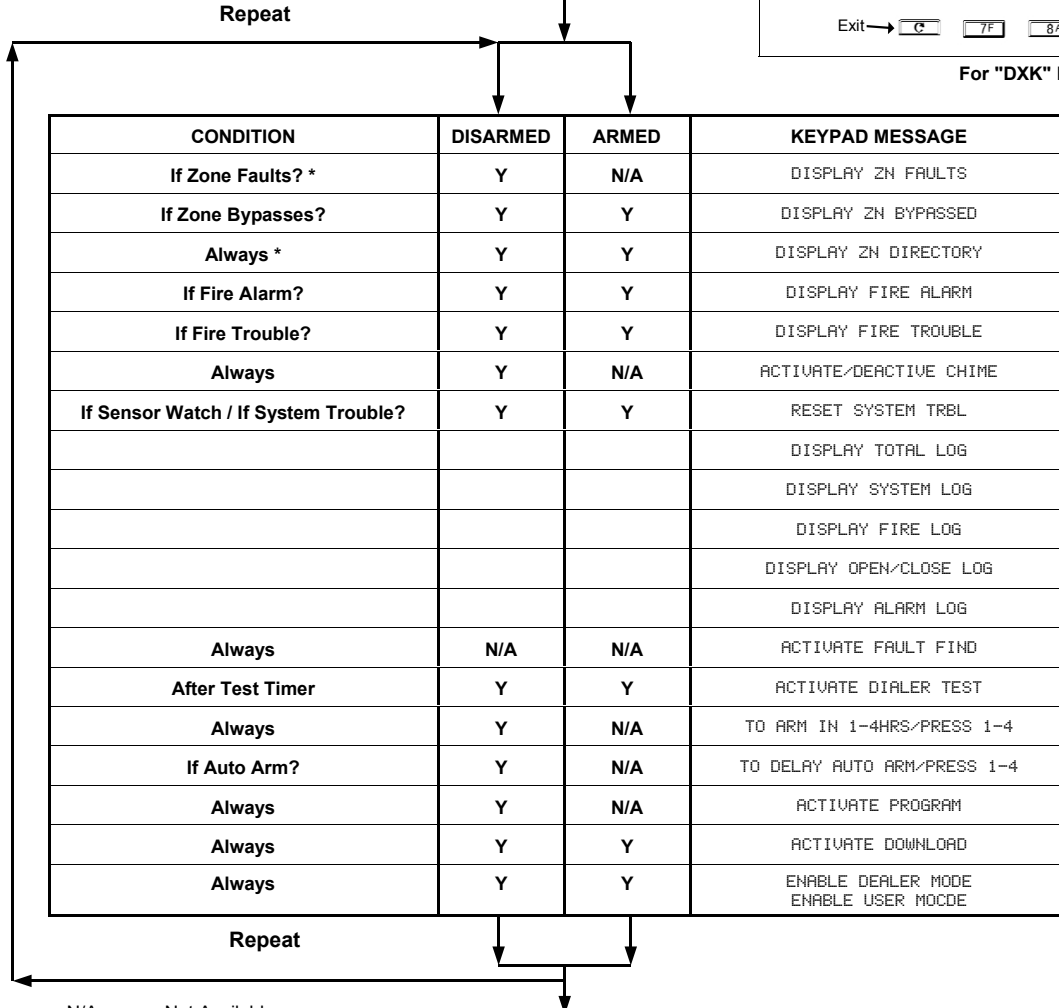 Repeat
Exit C 7F 8A
For "DXK"
CONDITION DISARMED ARMED KEYPAD MESSAGE
If Zone Faults? * Y N/A DISPLAY ZN FAULTS
If Zone Bypasses? Y Y DISPLAY ZN BYPASSED
Always * Y Y DISPLAY ZN DIRECTORY
If Fire Alarm? Y Y DISPLAY FIRE ALARM
If Fire Trouble? Y Y DISPLAY FIRE TROUBLE
Always Y N/A ACTIVATE/DEACTIVE CHIME
If Sensor Watch / If System Trouble? Y Y RESET SYSTEM TRBL
DISPLAY TOTAL LOG
DISPLAY SYSTEM LOG
DISPLAY FIRE LOG
DISPLAY OPEN/CLOSE LOG
DISPLAY ALARM LOG
Always N/A N/A ACTIVATE FAULT FIND
After Test Timer Y Y ACTIVATE DIALER TEST
Always Y N/A TO ARM IN 1-4HRS/PRESS 1-4
If Auto Arm? Y N/A TO DELAY AUTO ARM/PRESS 1-4
Always Y N/A ACTIVATE PROGRAM
Always Y Y ACTIVATE DOWNLOAD
Always Y Y ENABLE DEALER MODE
ENABLE USER MOCDE
Repeat